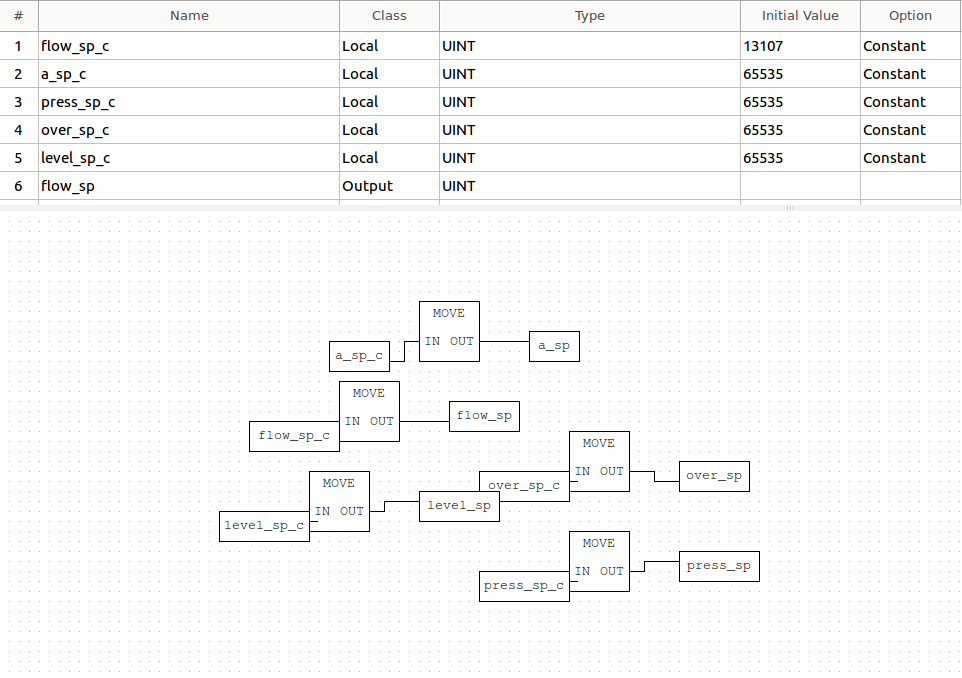 # Name Class Type Initial Value Option
1 flow_sp_c Local UINT 13107 Constant
2 a_sp_c Local UINT 65535 Constant
3 press_sp_c Local UINT 65535 Constant
4 over_sp_c Local UINT 65535 Constant
5 level_sp_c Local UINT 65535 Constant
6 flow_sp Output UINT
MOVE
IN OUT
a_sp_c
a_sp
MOVE
IN OUT
flow_sp_c
flow_sp
MOVE
IN OUT
over_sp_c
over_sp
MOVE
IN OUT
level_sp_c
level_sp
MOVE
IN OUT
press_sp_c
press_sp